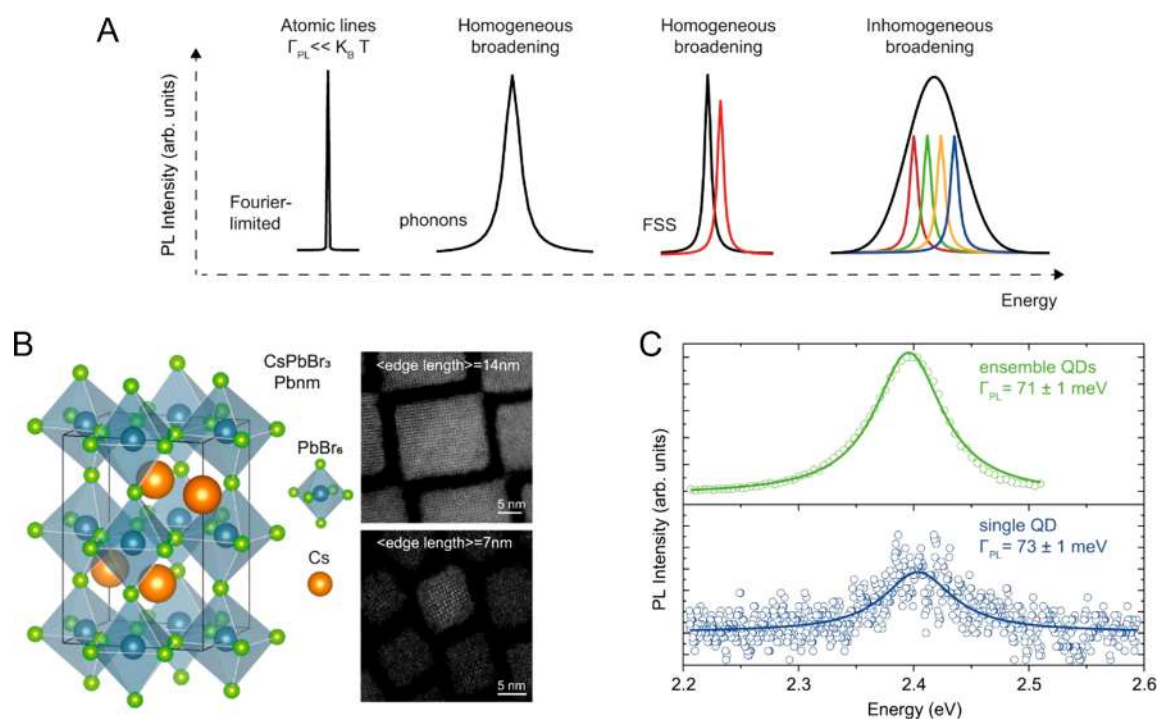 A
Atomic lines
Γ_PL << K_B T
Homogeneous
broadening
Homogeneous
broadening
Inhomogeneous
broadening
PL Intensity (arb. units)
Fourier-
limited
phonons
FSS
Energy
B
CsPbBr₃
Pbnm
PbBr₆
Cs
<edge length>=14nm
5 nm
<edge length>=7nm
5 nm
C
ensemble QDs
Γ_PL = 71 ± 1 meV
single QD
Γ_PL = 73 ± 1 meV
PL Intensity (arb. units)
2.2 2.3 2.4 2.5 2.6
Energy (eV)